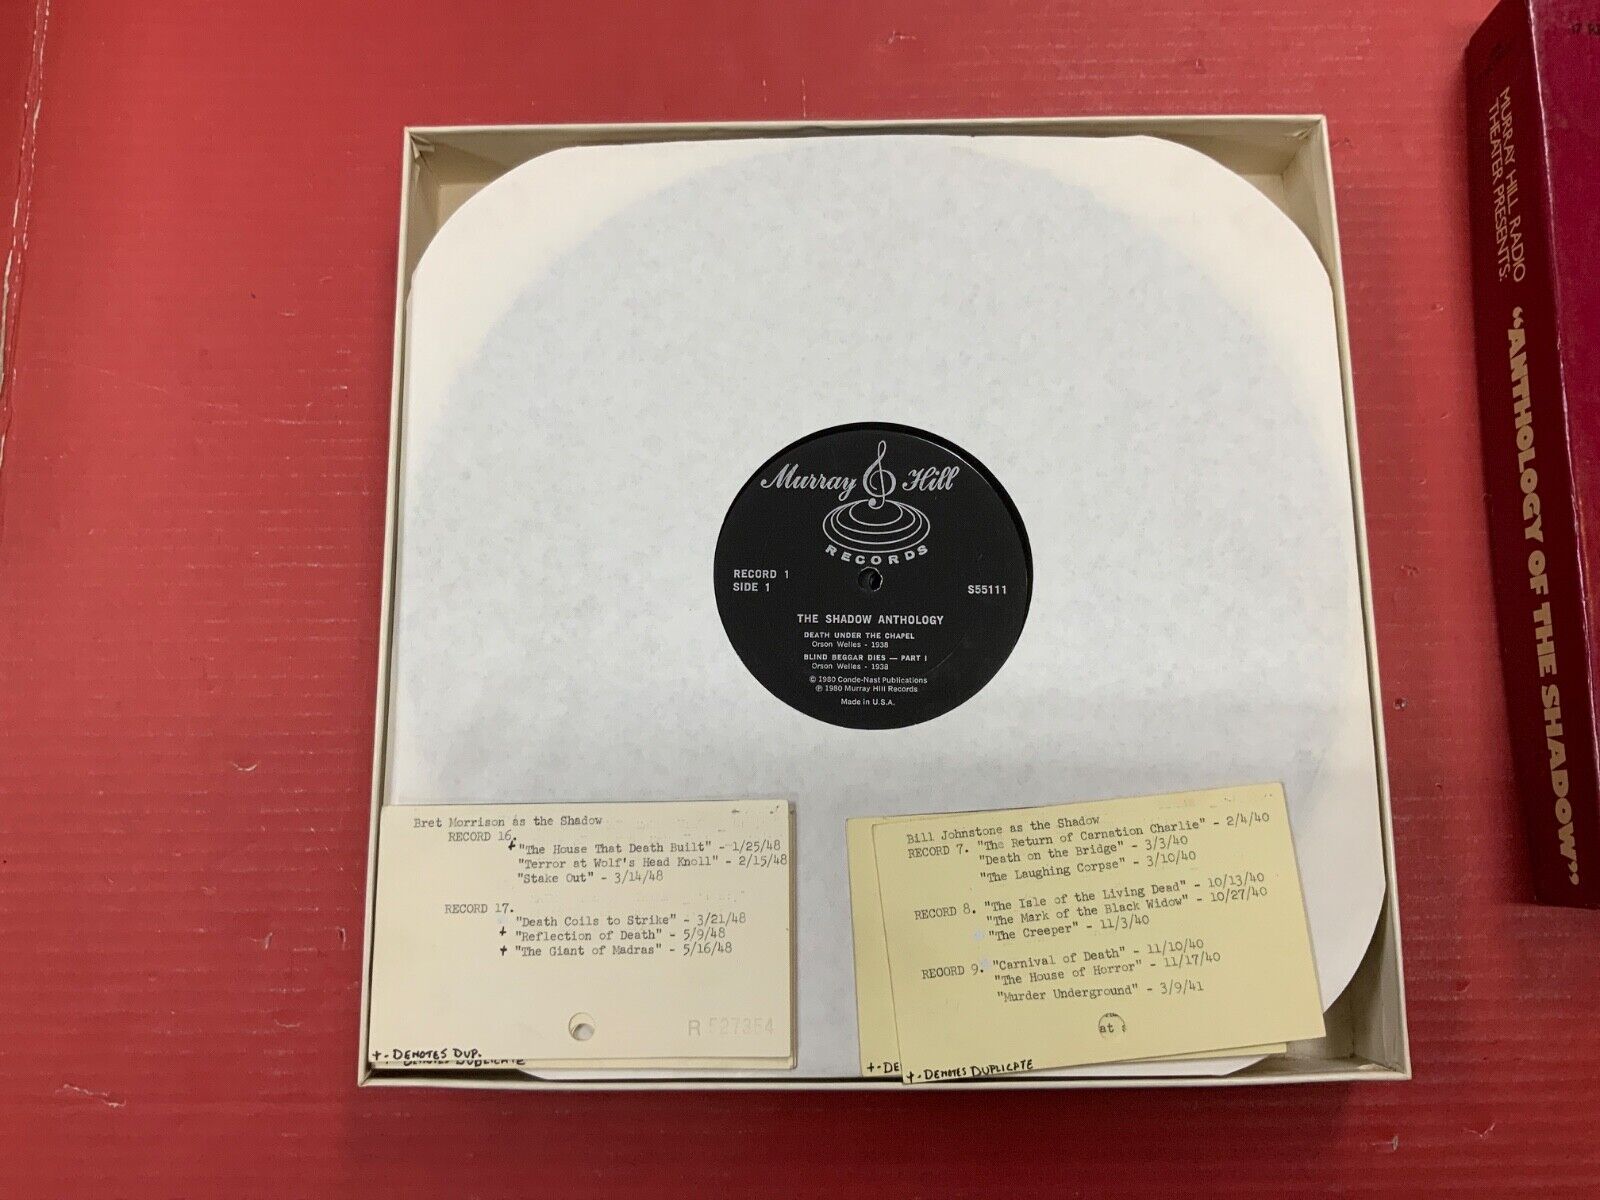 Murray Hill
RECORDS
RECORD 1
SIDE 1
S55111
THE SHADOW ANTHOLOGY
DEATH UNDER THE CHAPEL
Orson Welles - 1938
BLIND BEGGAR DIES — PART I
Orson Welles - 1938
© 1980 Conde-Nast Publications
℗ 1980 Murray Hill Records
Made in U.S.A.
Bret Morrison as the Shadow
RECORD 16.
+ "The House That Death Built" - 1/25/48
"Terror at Wolf's Head Knoll" - 2/15/48
"Stake Out" - 3/14/48
RECORD 17.
"Death Coils to Strike" - 3/21/48
+ "Reflection of Death" - 5/9/48
+ "The Giant of Madras" - 5/16/48
R 527354
+ - DENOTES DUP.
DENOTES DUPLICATE
Bill Johnstone as the Shadow
RECORD 7. "The Return of Carnation Charlie" - 2/4/40
"Death on the Bridge" - 3/3/40
"The Laughing Corpse" - 3/10/40
RECORD 8. "The Isle of the Living Dead" - 10/13/40
"The Mark of the Black Widow" - 10/27/40
"The Creeper" - 11/3/40
RECORD 9. "Carnival of Death" - 11/10/40
"The House of Horror" - 11/17/40
"Murder Underground" - 3/9/41
at
+ - DE
+ - DENOTES DUPLICATE
MURRAY HILL RADIO
THEATER PRESENTS:
"ANTHOLOGY OF THE SHADOW"
17 RE